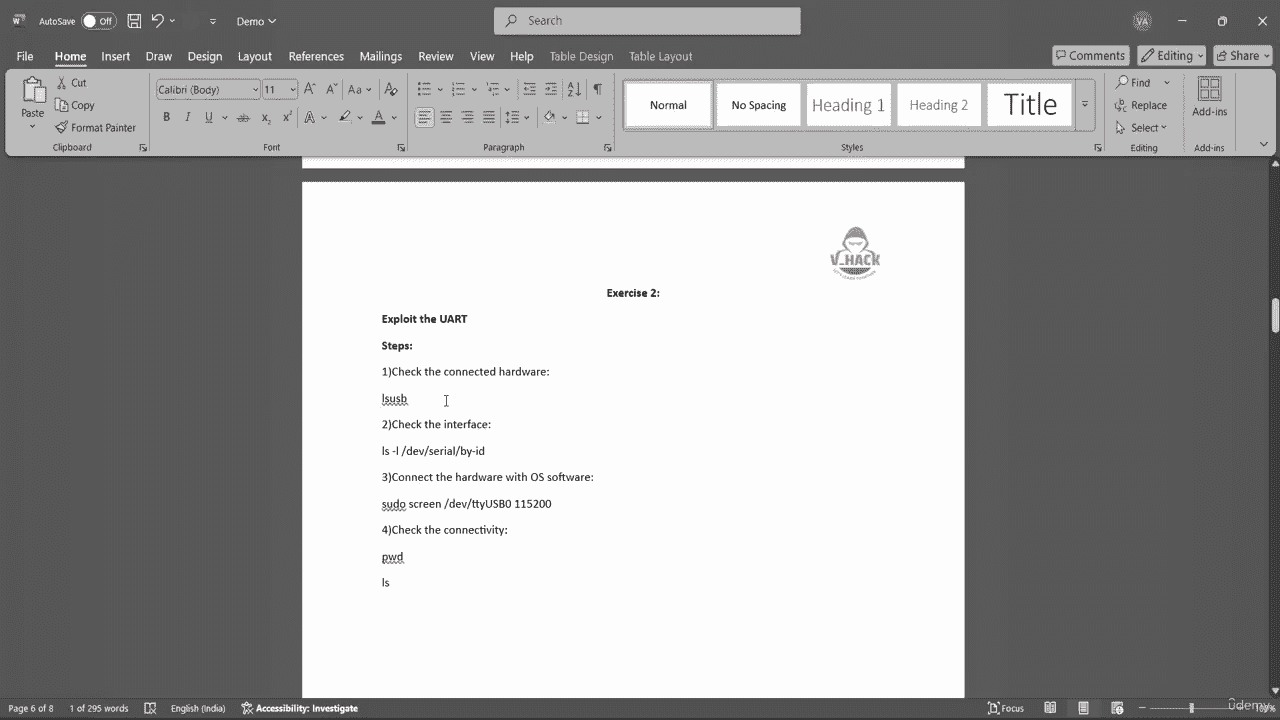 AutoSave Off Demo Search VA
File Home Insert Draw Design Layout References Mailings Review View Help Table Design Table Layout Comments Editing Share
Cut Calibri (Body) 11 Find
Paste Copy Normal No Spacing Heading 1 Heading 2 Title Replace Add-ins
Format Painter Select
Clipboard Font Paragraph Styles Editing Add-ins
V_HACK
Exercise 2:
Exploit the UART
Steps:
1)Check the connected hardware:
lsusb
2)Check the interface:
ls -l /dev/serial/by-id
3)Connect the hardware with OS software:
sudo screen /dev/ttyUSB0 115200
4)Check the connectivity:
pwd
ls
Page 6 of 8 1 of 295 words English (India) Accessibility: Investigate Focus